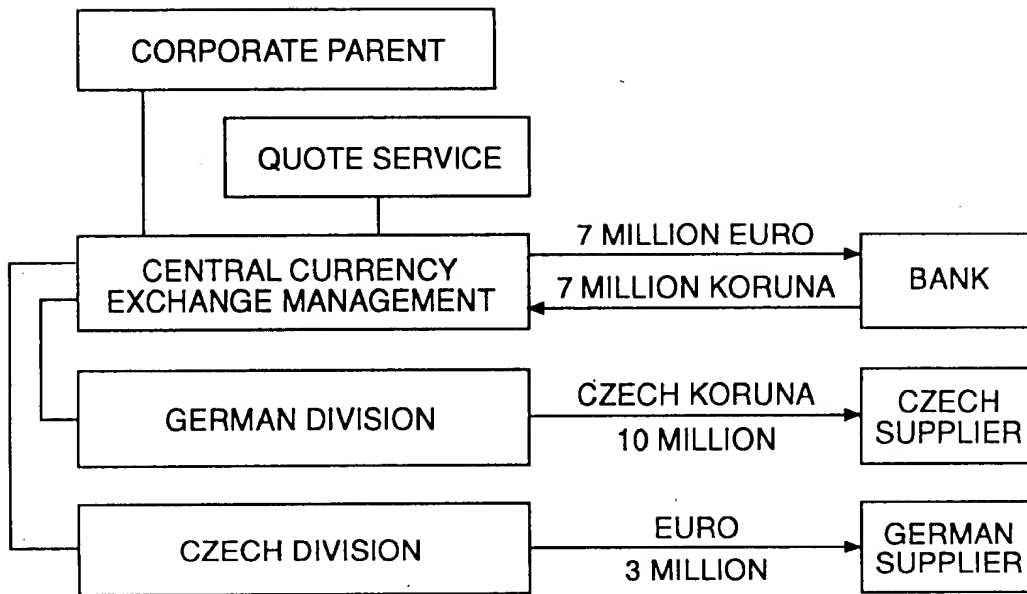 CORPORATE PARENT
QUOTE SERVICE
CENTRAL CURRENCY
EXCHANGE MANAGEMENT
7 MILLION EURO
7 MILLION KORUNA
BANK
GERMAN DIVISION
CZECH KORUNA
10 MILLION
CZECH
SUPPLIER
CZECH DIVISION
EURO
3 MILLION
GERMAN
SUPPLIER